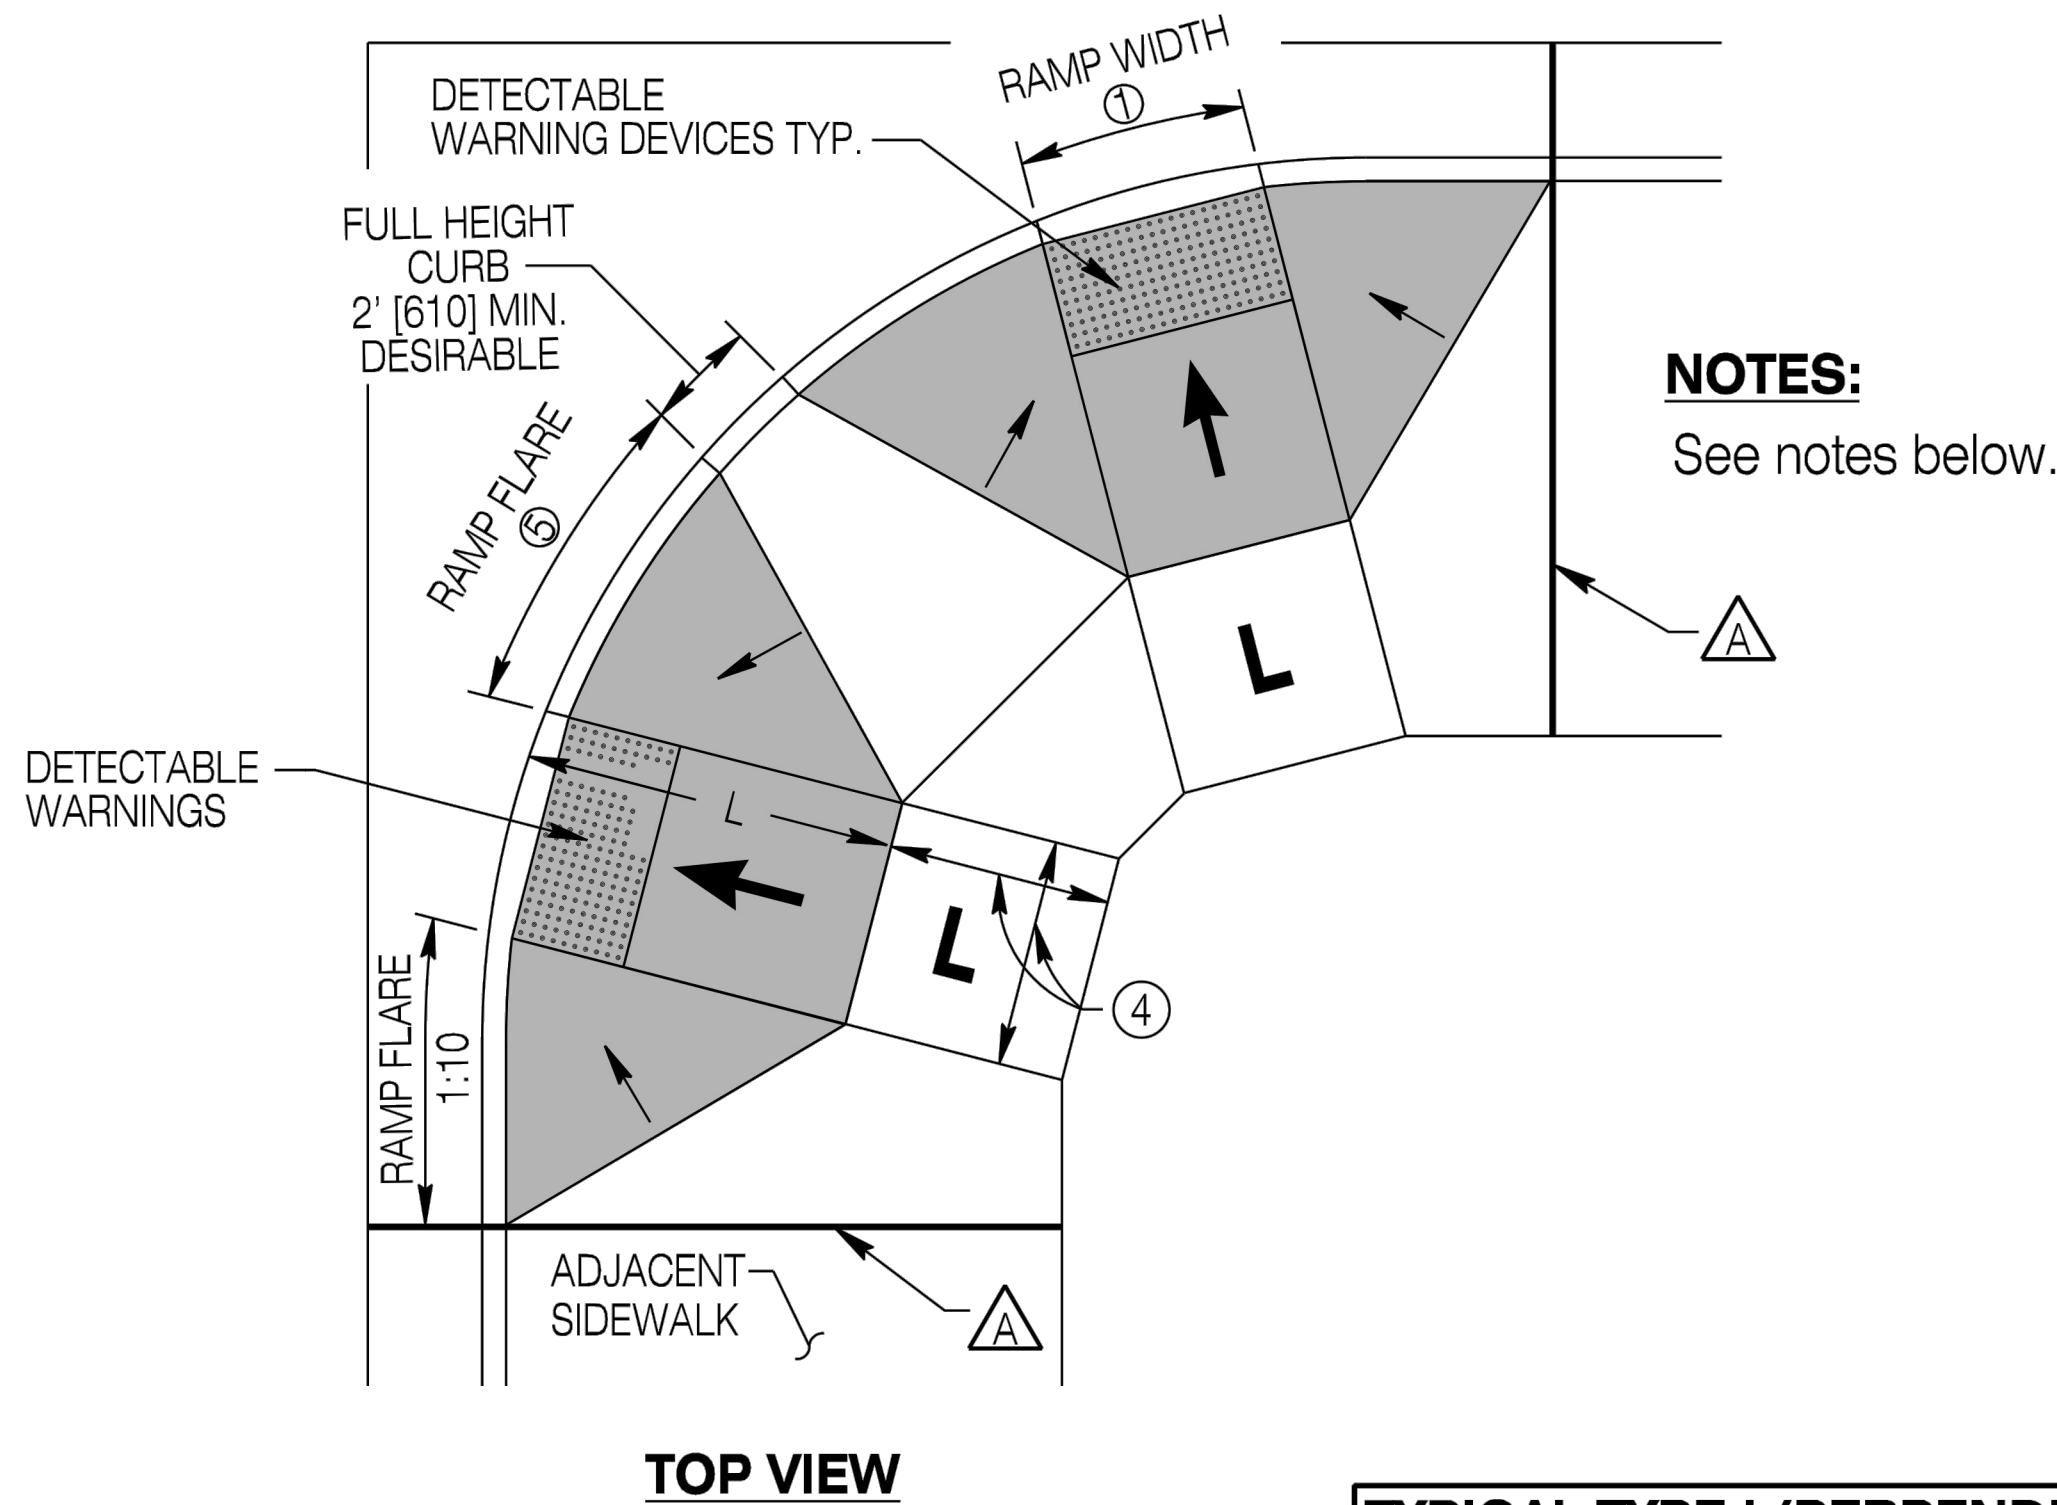 RAMP WIDTH
①
DETECTABLE
WARNING DEVICES TYP.
FULL HEIGHT
CURB
2' [610] MIN.
DESIRABLE
RAMP FLARE
⑤
NOTES:
See notes below.
A
L
DETECTABLE
WARNINGS
L
L
④
RAMP FLARE
1:10
ADJACENT
SIDEWALK
A
TOP VIEW